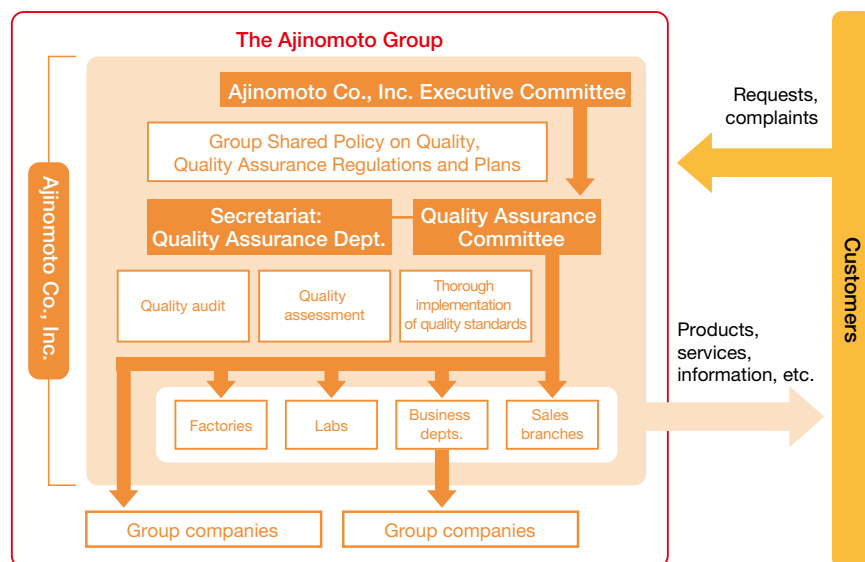 The Ajinomoto Group
Ajinomoto Co., Inc.
Ajinomoto Co., Inc. Executive Committee
Group Shared Policy on Quality,
Quality Assurance Regulations and Plans
Secretariat:
Quality Assurance Dept.
Quality Assurance
Committee
Quality audit
Quality
assessment
Thorough
implementation
of quality standards
Factories
Labs
Business
depts.
Sales
branches
Group companies
Group companies
Requests,
complaints
Products,
services,
information, etc.
Customers